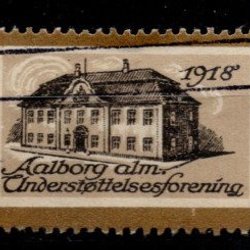 1918
Aalborg alm.
Understøttelsesforening